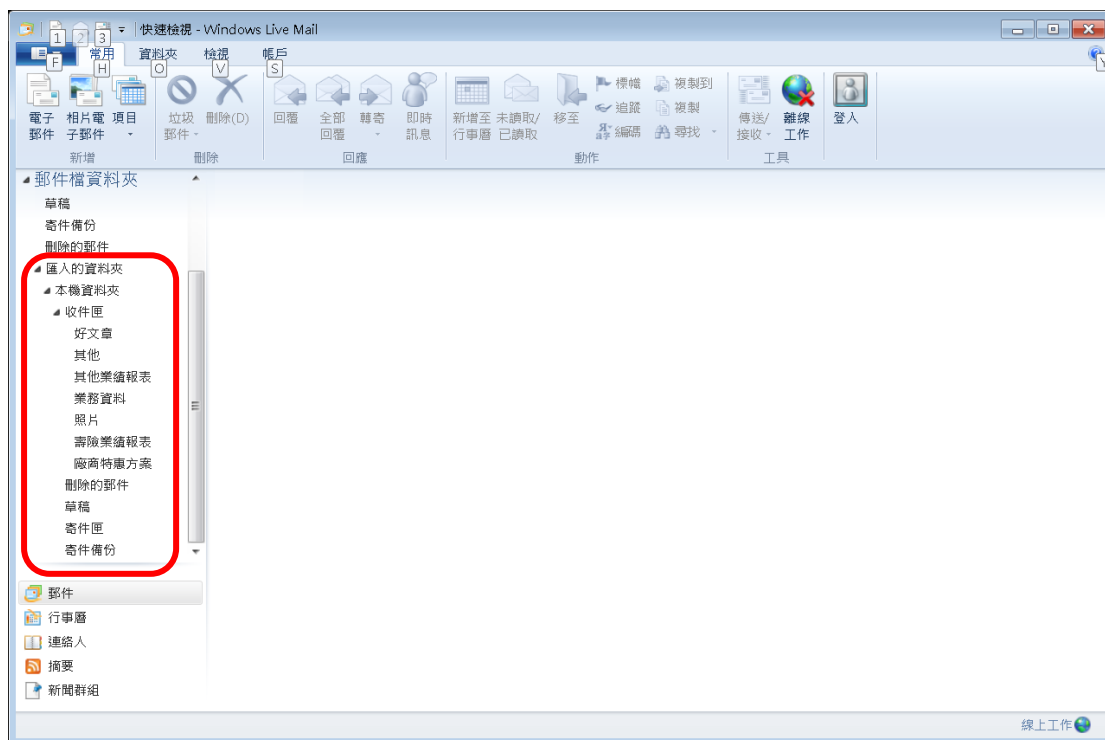 快速檢視 - Windows Live Mail
1 2 3
常用 資料夾 檢視 帳戶
F H O V S Y
電子郵件 相片電子郵件 項目 垃圾郵件 刪除(D) 回覆 全部回覆 轉寄 即時訊息 新增至行事曆 未讀取/已讀取 移至 標幟 追蹤 編碼 複製到 複製 尋找 傳送/接收 離線工作 登入
新增 刪除 回應 動作 工具
郵件檔資料夾
草稿
寄件備份
刪除的郵件
匯入的資料夾
本機資料夾
收件匣
好文章
其他
其他業績報表
業務資料
照片
壽險業績報表
廠商特惠方案
刪除的郵件
草稿
寄件匣
寄件備份
郵件
行事曆
連絡人
摘要
新聞群組
線上工作